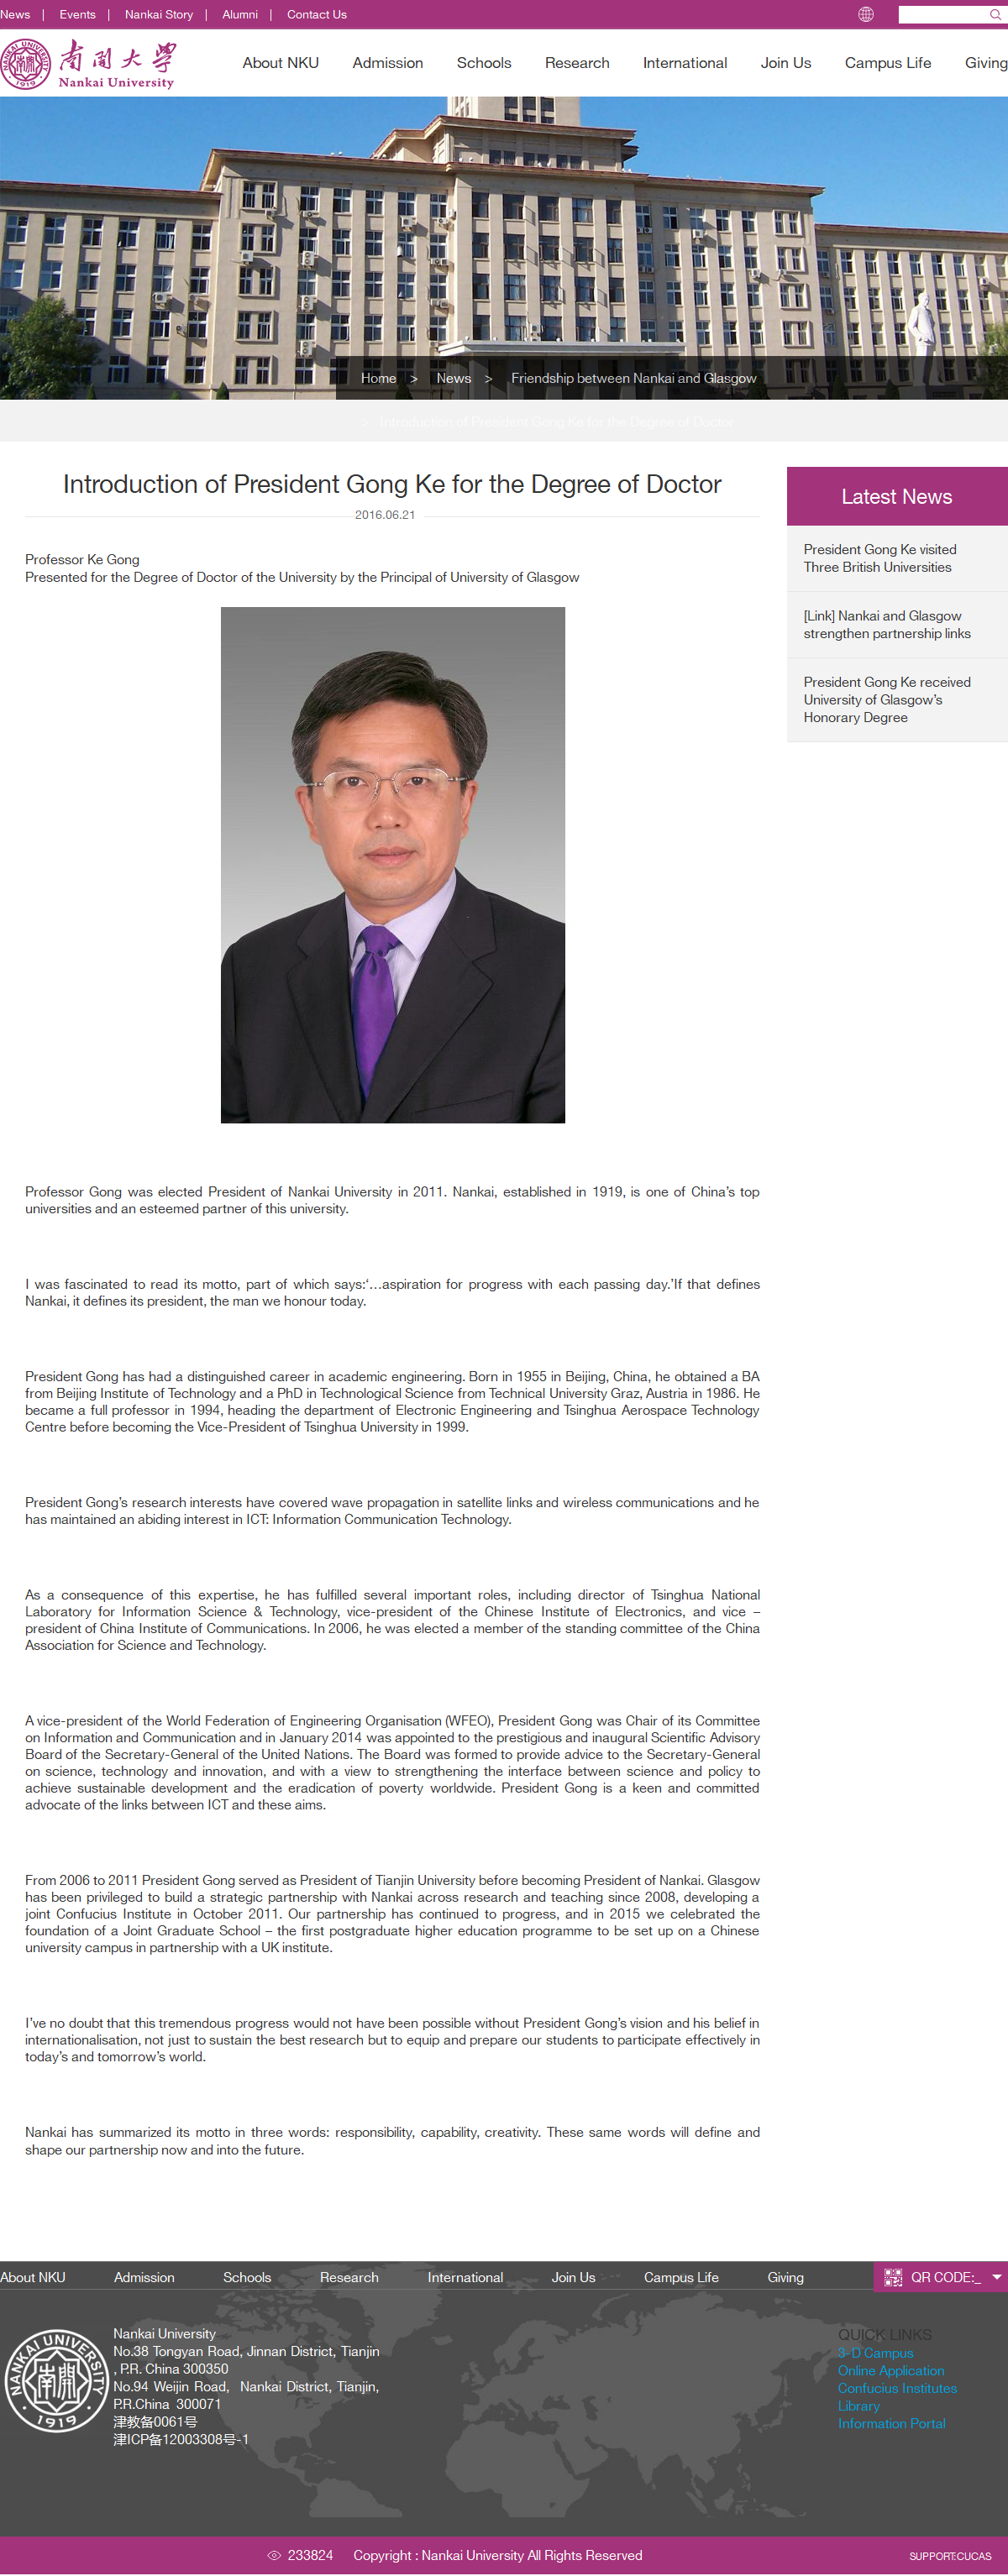 News | Events | Nankai Story | Alumni | Contact Us
南開大學
Nankai University
NANKAI UNIVERSITY
1919
About NKU Admission Schools Research International Join Us Campus Life Giving
Home > News > Friendship between Nankai and Glasgow
> Introduction of President Gong Ke for the Degree of Doctor
Introduction of President Gong Ke for the Degree of Doctor
2016.06.21
Professor Ke Gong
Presented for the Degree of Doctor of the University by the Principal of University of Glasgow
Professor Gong was elected President of Nankai University in 2011. Nankai, established in 1919, is one of China’s top
universities and an esteemed partner of this university.
I was fascinated to read its motto, part of which says:‘…aspiration for progress with each passing day.’If that defines
Nankai, it defines its president, the man we honour today.
President Gong has had a distinguished career in academic engineering. Born in 1955 in Beijing, China, he obtained a BA
from Beijing Institute of Technology and a PhD in Technological Science from Technical University Graz, Austria in 1986. He
became a full professor in 1994, heading the department of Electronic Engineering and Tsinghua Aerospace Technology
Centre before becoming the Vice-President of Tsinghua University in 1999.
President Gong’s research interests have covered wave propagation in satellite links and wireless communications and he
has maintained an abiding interest in ICT: Information Communication Technology.
As a consequence of this expertise, he has fulfilled several important roles, including director of Tsinghua National
Laboratory for Information Science & Technology, vice-president of the Chinese Institute of Electronics, and vice –
president of China Institute of Communications. In 2006, he was elected a member of the standing committee of the China
Association for Science and Technology.
A vice-president of the World Federation of Engineering Organisation (WFEO), President Gong was Chair of its Committee
on Information and Communication and in January 2014 was appointed to the prestigious and inaugural Scientific Advisory
Board of the Secretary-General of the United Nations. The Board was formed to provide advice to the Secretary-General
on science, technology and innovation, and with a view to strengthening the interface between science and policy to
achieve sustainable development and the eradication of poverty worldwide. President Gong is a keen and committed
advocate of the links between ICT and these aims.
From 2006 to 2011 President Gong served as President of Tianjin University before becoming President of Nankai. Glasgow
has been privileged to build a strategic partnership with Nankai across research and teaching since 2008, developing a
joint Confucius Institute in October 2011. Our partnership has continued to progress, and in 2015 we celebrated the
foundation of a Joint Graduate School – the first postgraduate higher education programme to be set up on a Chinese
university campus in partnership with a UK institute.
I’ve no doubt that this tremendous progress would not have been possible without President Gong’s vision and his belief in
internationalisation, not just to sustain the best research but to equip and prepare our students to participate effectively in
today’s and tomorrow’s world.
Nankai has summarized its motto in three words: responsibility, capability, creativity. These same words will define and
shape our partnership now and into the future.
Latest News
President Gong Ke visited
Three British Universities
[Link] Nankai and Glasgow
strengthen partnership links
President Gong Ke received
University of Glasgow’s
Honorary Degree
About NKU Admission Schools Research International Join Us Campus Life Giving
QR CODE:_
NANKAI UNIVERSITY
南開
1919
Nankai University
No.38 Tongyan Road, Jinnan District, Tianjin
, P.R. China 300350
No.94 Weijin Road, Nankai District, Tianjin,
P.R.China 300071
津教备0061号
津ICP备12003308号-1
QUICK LINKS
3-D Campus
Online Application
Confucius Institutes
Library
Information Portal
233824 Copyright : Nankai University All Rights Reserved
SUPPORT:CUCAS